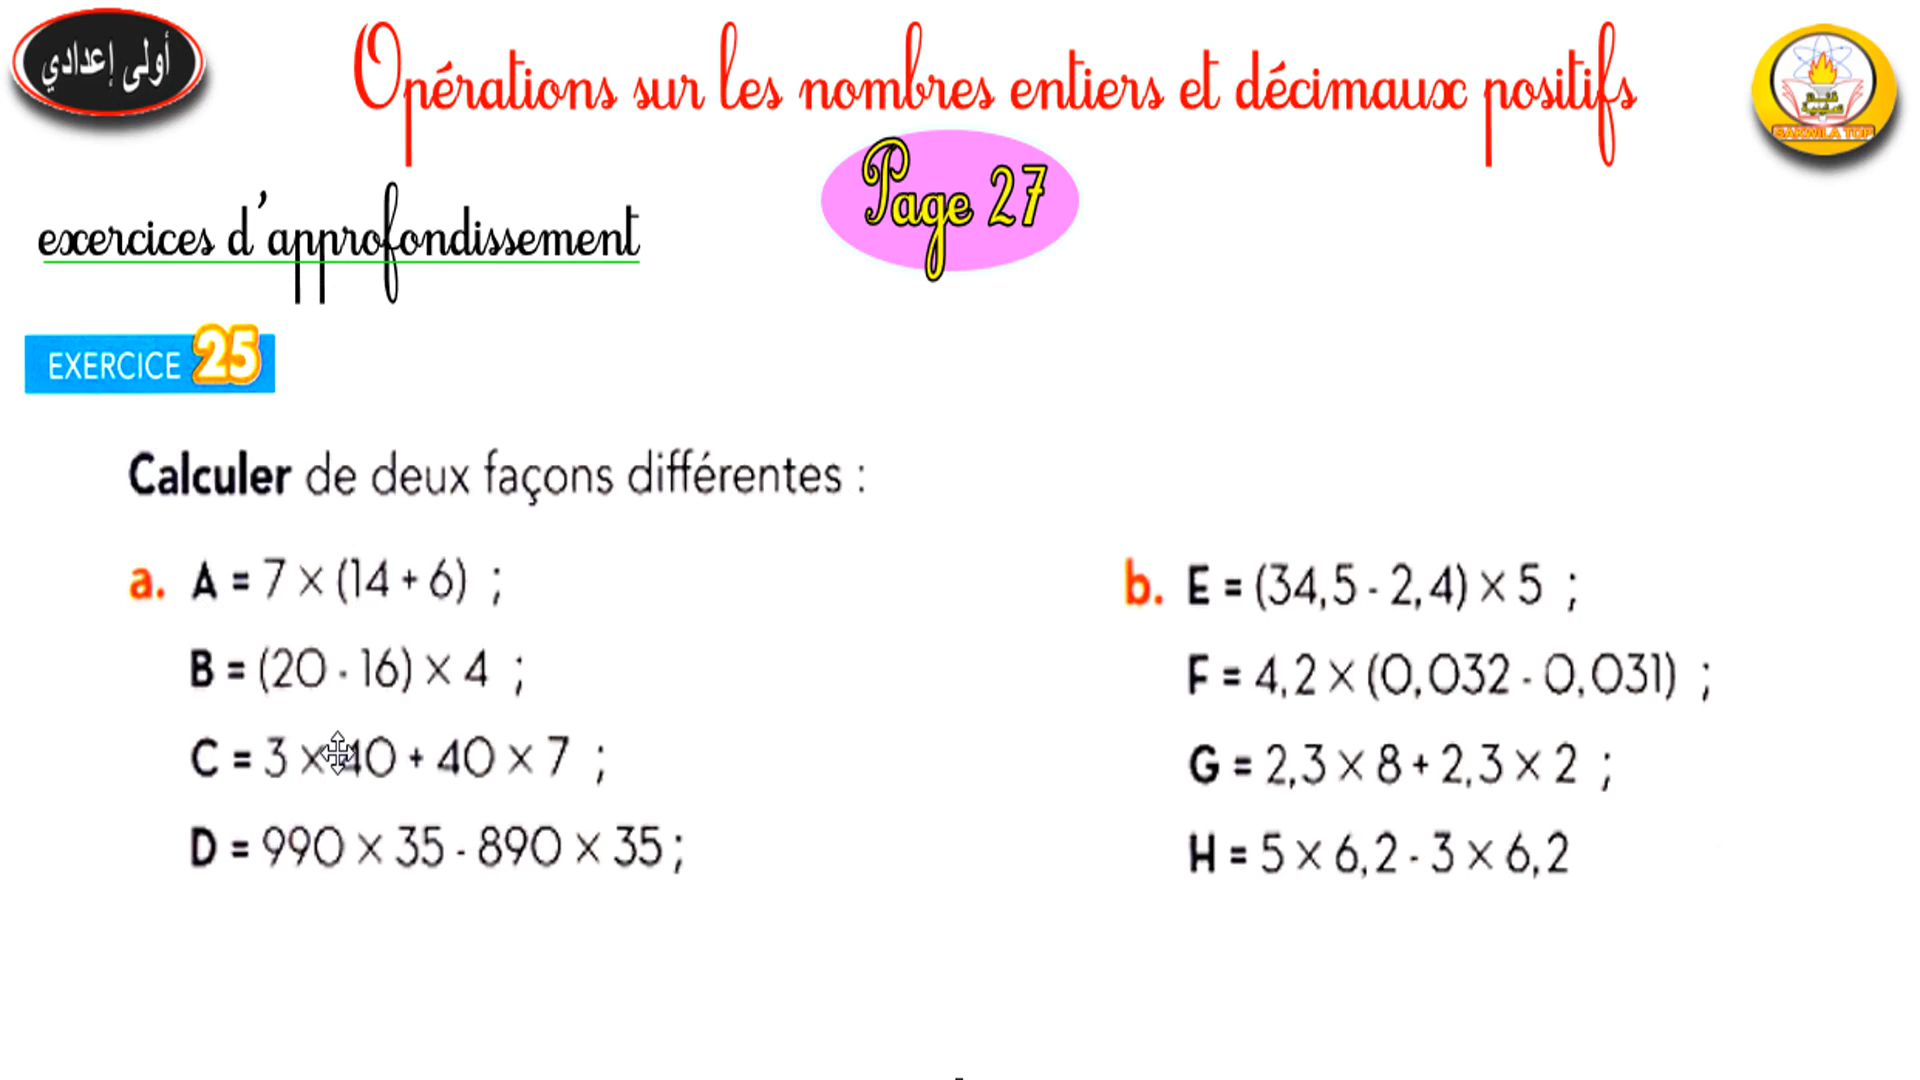 أولى إعدادي
Opérations sur les nombres entiers et décimaux positifs
SARMILA TOP
Page 27
exercices d'approfondissement
EXERCICE 25
Calculer de deux façons différentes :
a. A = 7 × (14 + 6) ;
B = (20 - 16) × 4 ;
C = 3 × 40 + 40 × 7 ;
D = 990 × 35 - 890 × 35 ;
b. E = (34,5 - 2,4) × 5 ;
F = 4,2 × (0,032 - 0,031) ;
G = 2,3 × 8 + 2,3 × 2 ;
H = 5 × 6,2 - 3 × 6,2